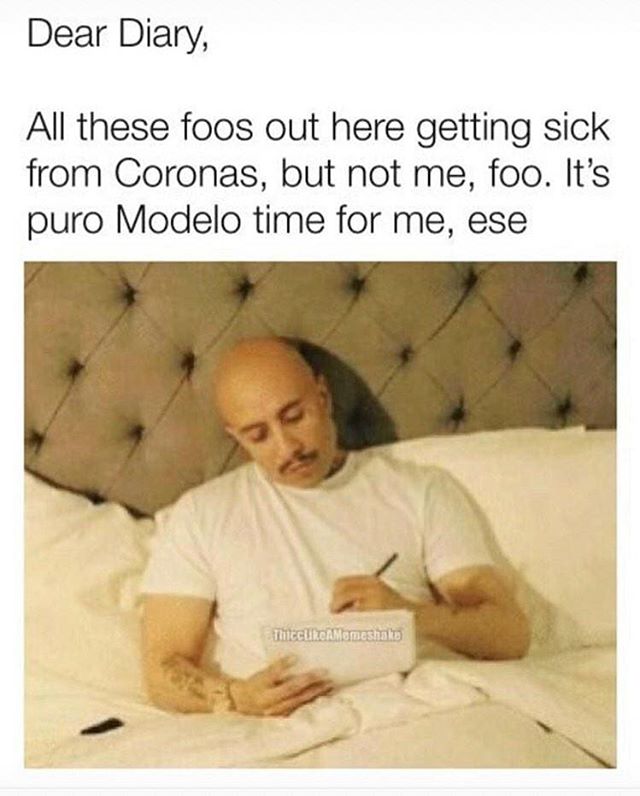 Dear Diary,
All these foos out here getting sick
from Coronas, but not me, foo. It’s
puro Modelo time for me, ese
ThiccLikeAMemeshake